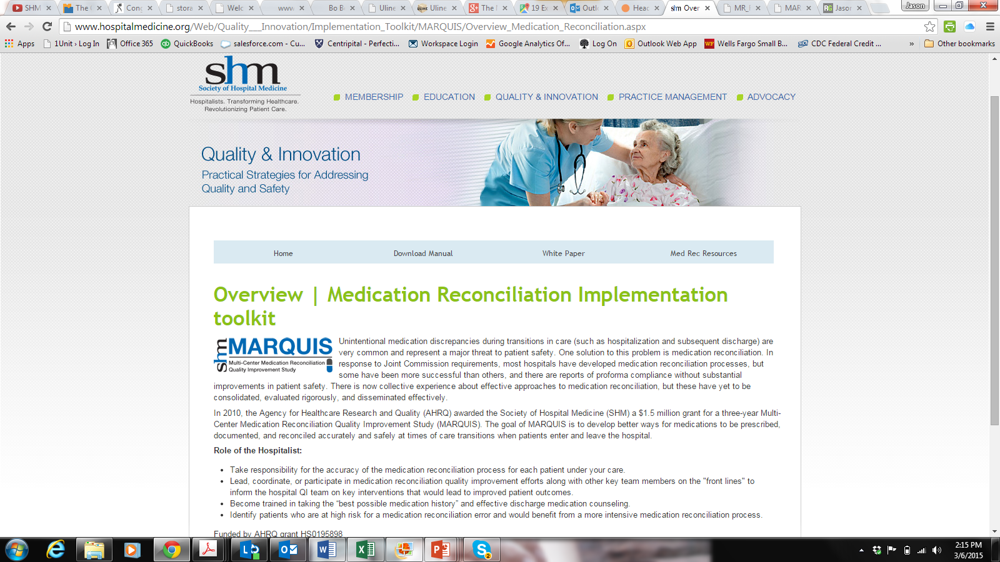 SHM
The
Cong
stora
Welc
www
Bo B
Uline
Uline
The
19 Ex
Outl
Head
shm Over
MR_
MAR
RG Jason
Jason
www.hospitalmedicine.org/Web/Quality___Innovation/Implementation_Toolkit/MARQUIS/Overview_Medication_Reconciliation.aspx
Apps 1Unit › Log In Office 365 QuickBooks salesforce.com - Cu... Centripital - Perfecti... Workspace Login Google Analytics Of... Log On Outlook Web App Wells Fargo Small B... CDC Federal Credit ... » Other bookmarks
shm
Society of Hospital Medicine
Hospitalists. Transforming Healthcare.
Revolutionizing Patient Care.
MEMBERSHIP EDUCATION QUALITY & INNOVATION PRACTICE MANAGEMENT ADVOCACY
Quality & Innovation
Practical Strategies for Addressing
Quality and Safety
Home Download Manual White Paper Med Rec Resources
Overview | Medication Reconciliation Implementation
toolkit
shm MARQUIS
Multi-Center Medication Reconciliation
Quality Improvement Study
Unintentional medication discrepancies during transitions in care (such as hospitalization and subsequent discharge) are
very common and represent a major threat to patient safety. One solution to this problem is medication reconciliation. In
response to Joint Commission requirements, most hospitals have developed medication reconciliation processes, but
some have been more successful than others, and there are reports of proforma compliance without substantial
improvements in patient safety. There is now collective experience about effective approaches to medication reconciliation, but these have yet to be
consolidated, evaluated rigorously, and disseminated effectively.
In 2010, the Agency for Healthcare Research and Quality (AHRQ) awarded the Society of Hospital Medicine (SHM) a $1.5 million grant for a three-year Multi-
Center Medication Reconciliation Quality Improvement Study (MARQUIS). The goal of MARQUIS is to develop better ways for medications to be prescribed,
documented, and reconciled accurately and safely at times of care transitions when patients enter and leave the hospital.
Role of the Hospitalist:
• Take responsibility for the accuracy of the medication reconciliation process for each patient under your care.
• Lead, coordinate, or participate in medication reconciliation quality improvement efforts along with other key team members on the "front lines" to
inform the hospital QI team on key interventions that would lead to improved patient outcomes.
• Become trained in taking the “best possible medication history” and effective discharge medication counseling.
• Identify patients who are at high risk for a medication reconciliation error and would benefit from a more intensive medication reconciliation process.
Funded by AHRQ grant HS0195898
2:15 PM
3/6/2015